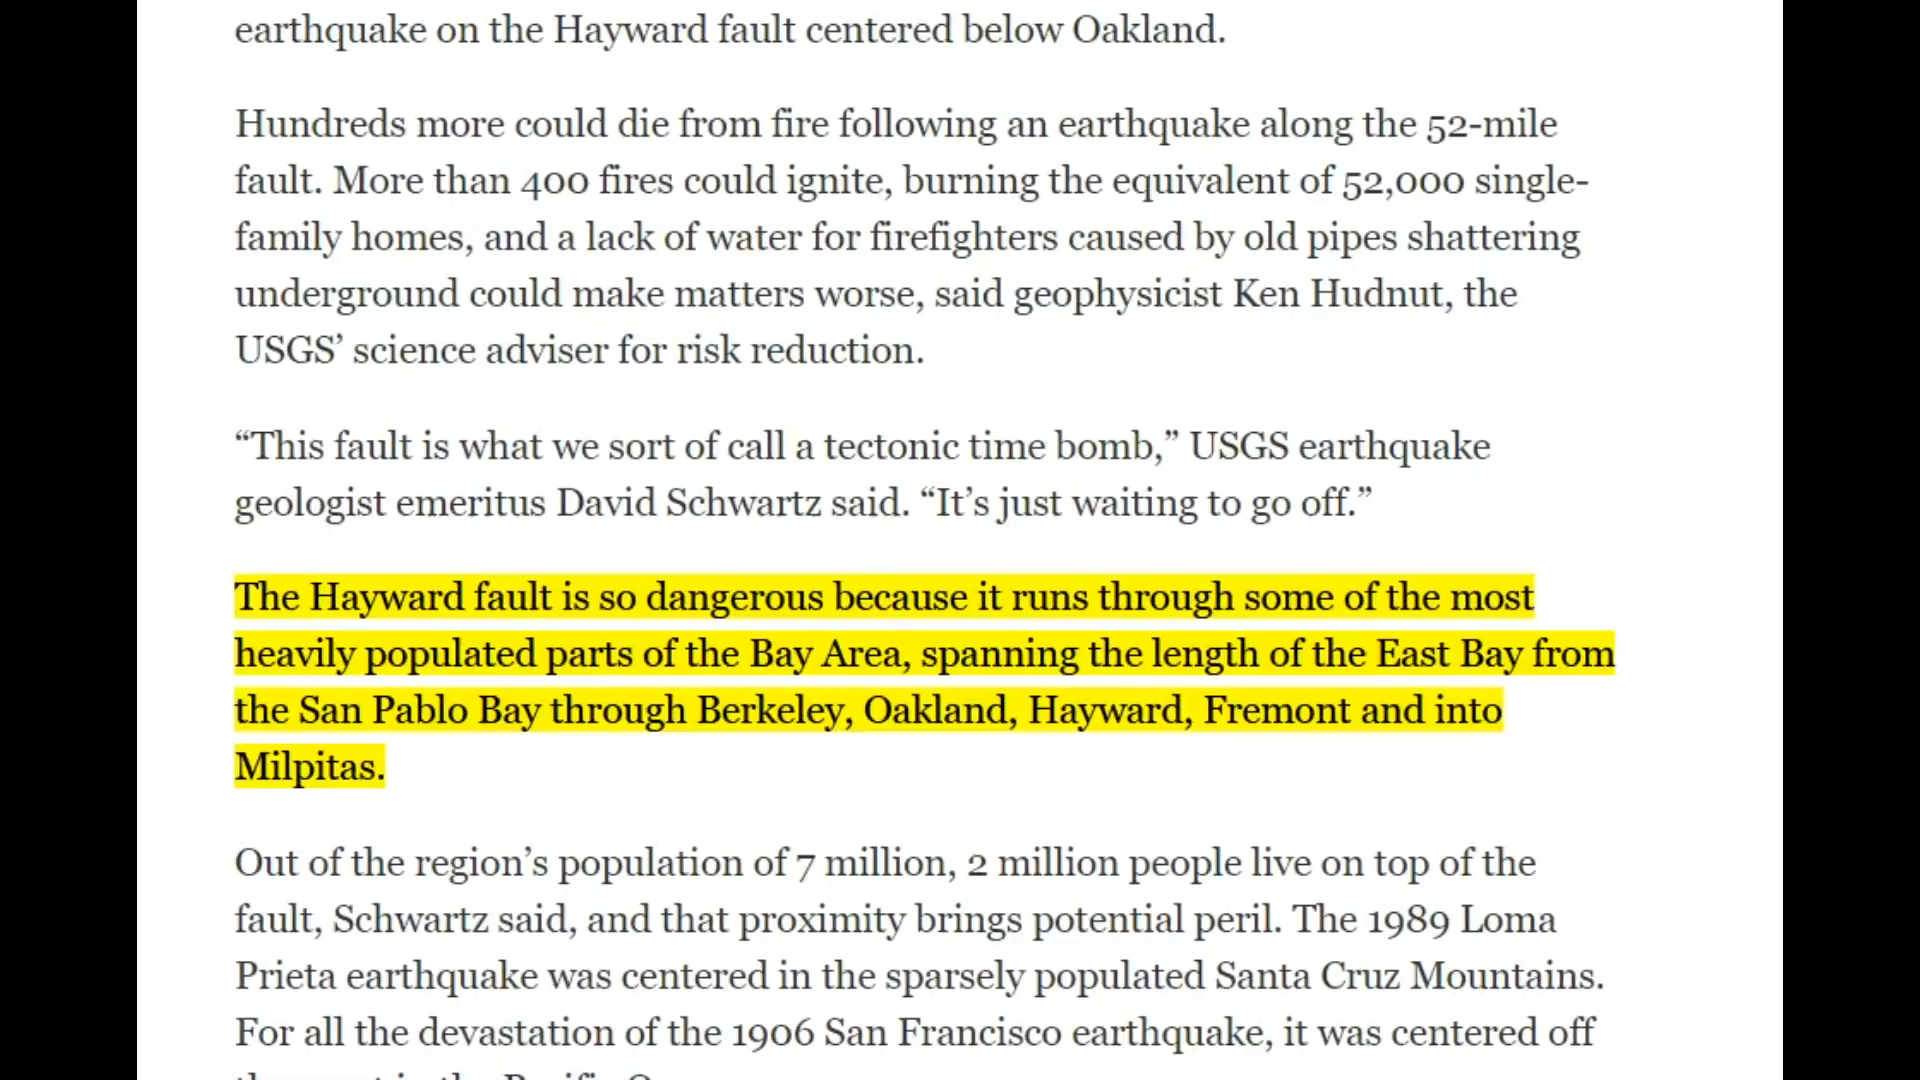 earthquake on the Hayward fault centered below Oakland.
Hundreds more could die from fire following an earthquake along the 52-mile
fault. More than 400 fires could ignite, burning the equivalent of 52,000 single-
family homes, and a lack of water for firefighters caused by old pipes shattering
underground could make matters worse, said geophysicist Ken Hudnut, the
USGS’ science adviser for risk reduction.
“This fault is what we sort of call a tectonic time bomb,” USGS earthquake
geologist emeritus David Schwartz said. “It’s just waiting to go off.”
The Hayward fault is so dangerous because it runs through some of the most
heavily populated parts of the Bay Area, spanning the length of the East Bay from
the San Pablo Bay through Berkeley, Oakland, Hayward, Fremont and into
Milpitas.
Out of the region’s population of 7 million, 2 million people live on top of the
fault, Schwartz said, and that proximity brings potential peril. The 1989 Loma
Prieta earthquake was centered in the sparsely populated Santa Cruz Mountains.
For all the devastation of the 1906 San Francisco earthquake, it was centered off